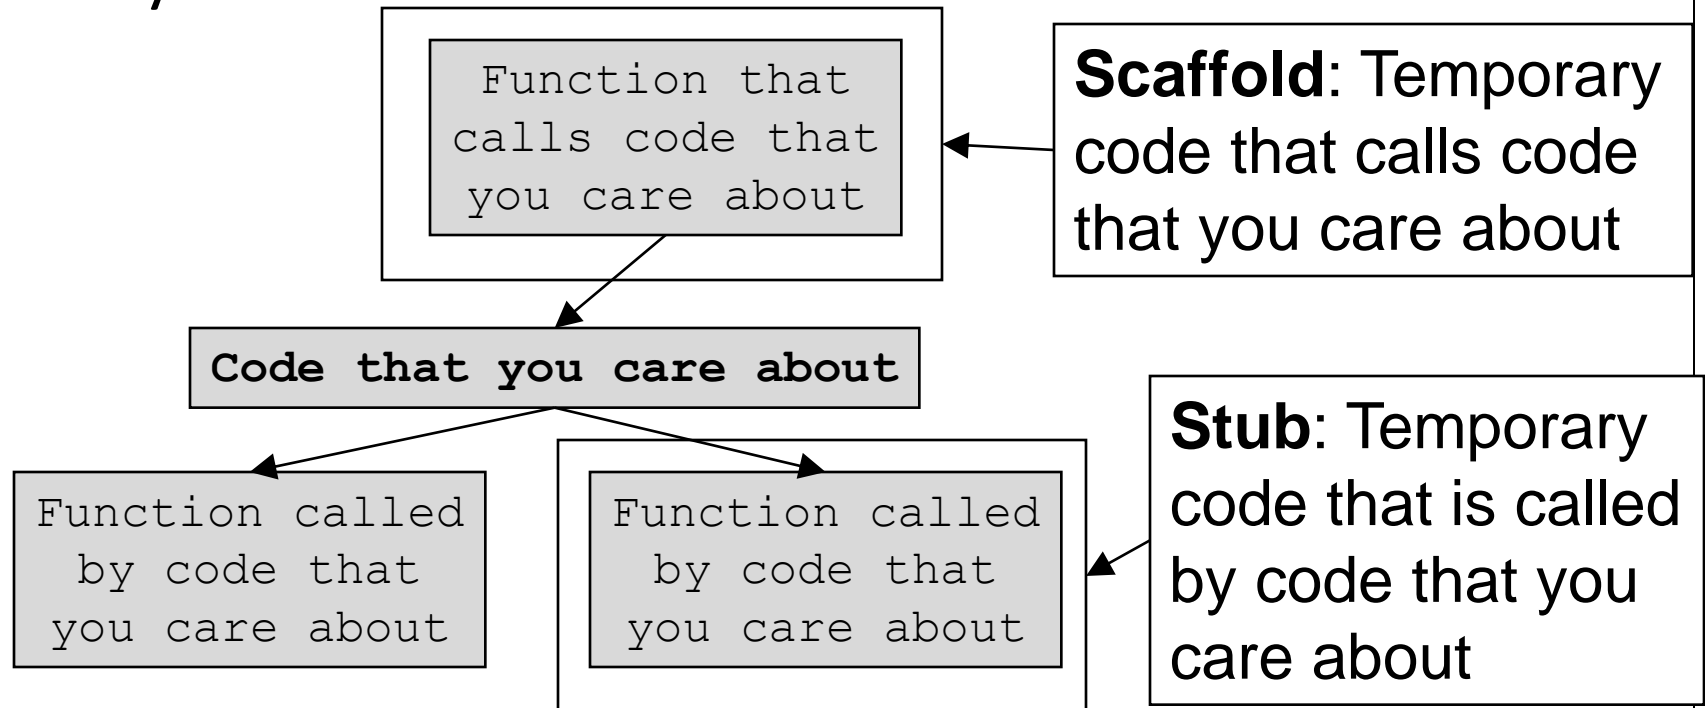 Function that
calls code that
you care about
Scaffold: Temporary
code that calls code
that you care about
Code that you care about
Function called
by code that
you care about
Function called
by code that
you care about
Stub: Temporary
code that is called
by code that you
care about